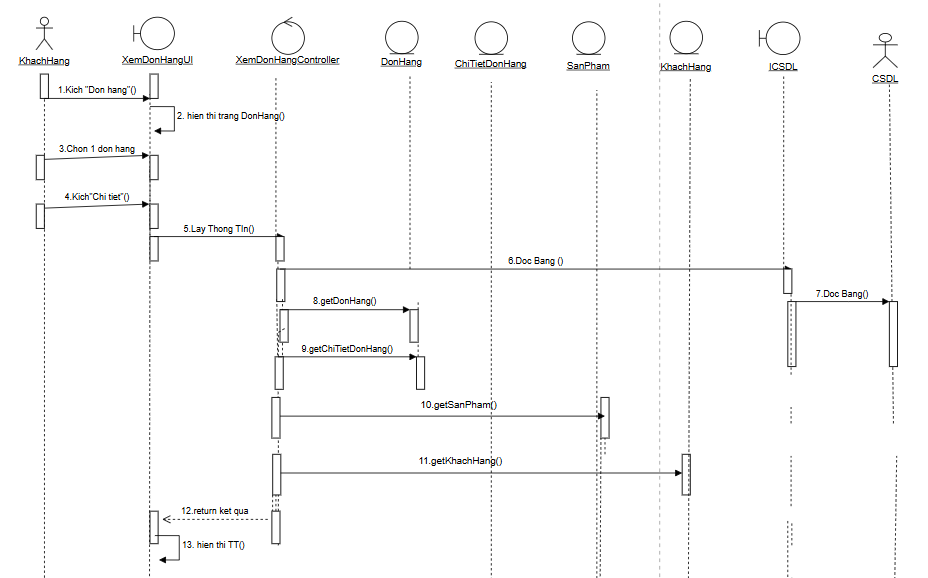 KhachHang
XemDonHangUI
XemDonHangController
DonHang
ChiTietDonHang
SanPham
KhachHang
ICSDL
CSDL
1.Kich "Don hang"()
2. hien thi trang DonHang()
3.Chon 1 don hang
4.Kich"Chi tiet"()
5.Lay Thong TIn()
6.Doc Bang ()
7.Doc Bang()
8.getDonHang()
9.getChiTietDonHang()
10.getSanPham()
11.getKhachHang()
12.return ket qua
13. hien thi TT()